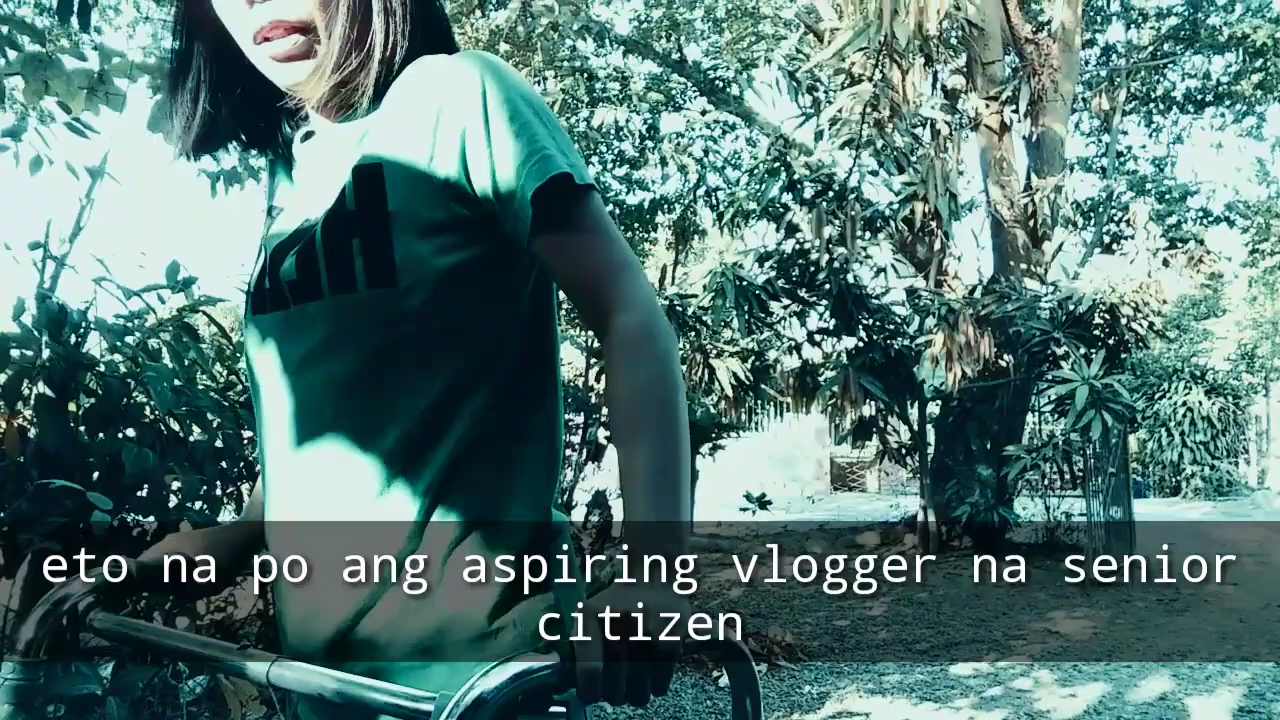 eto na po ang aspiring vlogger na senior
citizen